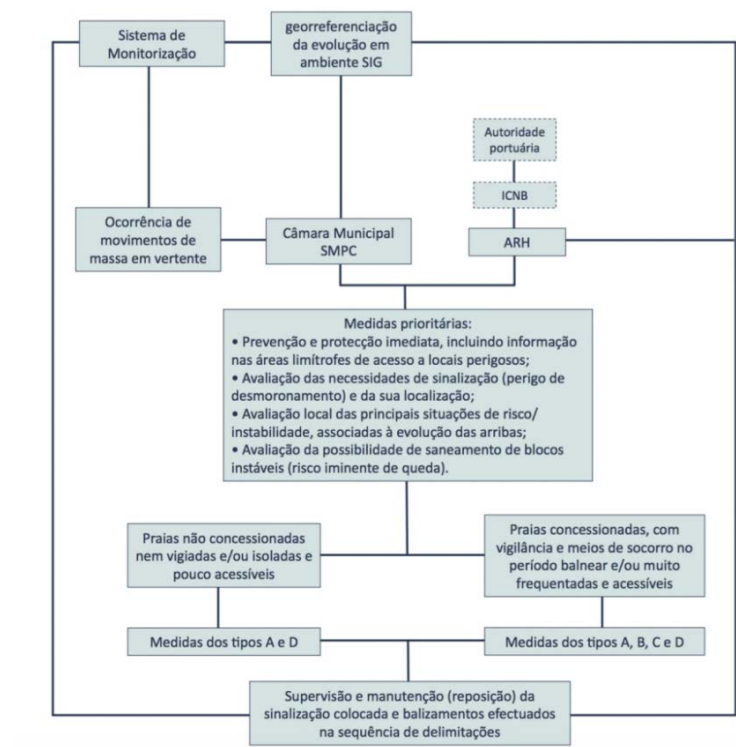 Sistema de
Monitorização
georreferenciação
da evolução em
ambiente SIG
Autoridade
portuária
ICNB
Ocorrência de
movimentos de
massa em vertente
Câmara Municipal
SMPC
ARH
Medidas prioritárias:
• Prevenção e protecção imediata, incluindo informação
nas áreas limítrofes de acesso a locais perigosos;
• Avaliação das necessidades de sinalização (perigo de
desmoronamento) e da sua localização;
• Avaliação local das principais situações de risco/
instabilidade, associadas à evolução das arribas;
• Avaliação da possibilidade de saneamento de blocos
instáveis (risco iminente de queda).
Praias não concessionadas
nem vigiadas e/ou isoladas e
pouco acessíveis
Praias concessionadas, com
vigilância e meios de socorro no
período balnear e/ou muito
frequentadas e acessíveis
Medidas dos tipos A e D
Medidas dos tipos A, B, C e D
Supervisão e manutenção (reposição) da
sinalização colocada e balizamentos efectuados
na sequência de delimitações